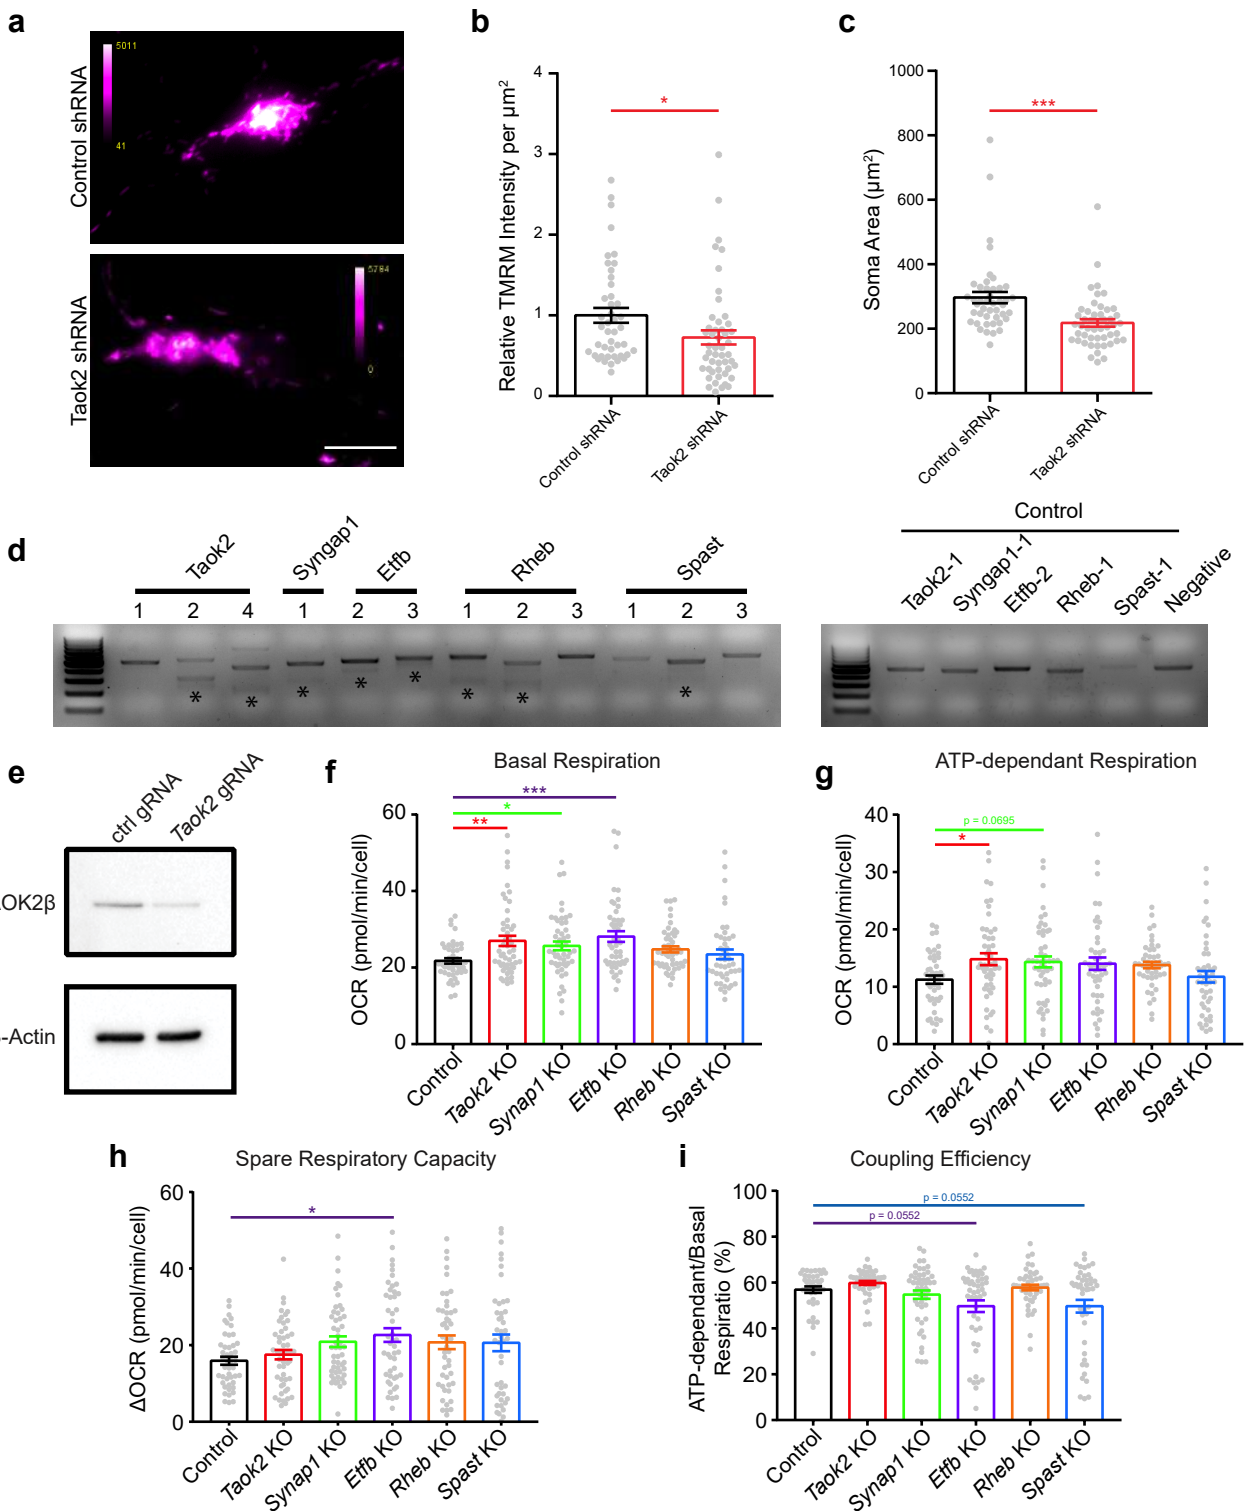 a
Control shRNA
5011
41
Taok2 shRNA
5784
0
b
Relative TMRM Intensity per µm²
4
3
2
1
0
*
Control shRNA
Taok2 shRNA
c
Soma Area (µm²)
1000
800
600
400
200
0
***
Control shRNA
Taok2 shRNA
d
Taok2
Syngap1
Etfb
Rheb
Spast
1 2 4 1 2 3 1 2 3 1 2 3
* * * * * * * *
Control
Taok2-1
Syngap1-1
Etfb-2
Rheb-1
Spast-1
Negative
e
ctrl gRNA
Taok2 gRNA
OK2β
-Actin
f
Basal Respiration
OCR (pmol/min/cell)
60
40
20
0
***
*
**
Control
Taok2 KO
Synap1 KO
Etfb KO
Rheb KO
Spast KO
g
ATP-dependant Respiration
OCR (pmol/min/cell)
40
30
20
10
0
p = 0.0695
*
Control
Taok2 KO
Synap1 KO
Etfb KO
Rheb KO
Spast KO
h
Spare Respiratory Capacity
ΔOCR (pmol/min/cell)
60
40
20
0
*
Control
Taok2 KO
Synap1 KO
Etfb KO
Rheb KO
Spast KO
i
Coupling Efficiency
ATP-dependant/Basal
Respiratio (%)
100
80
60
40
20
0
p = 0.0552
p = 0.0552
Control
Taok2 KO
Synap1 KO
Etfb KO
Rheb KO
Spast KO